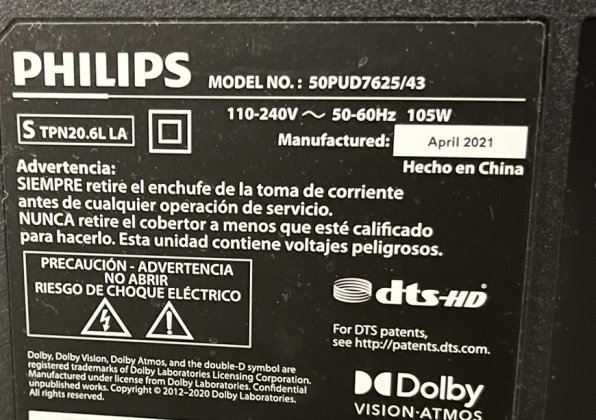 PHILIPS MODEL NO. : 50PUD7625/43
110-240V ～ 50-60Hz 105W
S TPN20.6L LA
Manufactured: April 2021
Hecho en China
Advertencia:
SIEMPRE retire el enchufe de la toma de corriente
antes de cualquier operación de servicio.
NUNCA retire el cobertor a menos que esté calificado
para hacerlo. Esta unidad contiene voltajes peligrosos.
PRECAUCIÓN - ADVERTENCIA
NO ABRIR
RIESGO DE CHOQUE ELÉCTRICO
dts-HD
For DTS patents,
see http://patents.dts.com.
Dolby, Dolby Vision, Dolby Atmos, and the double-D symbol are
registered trademarks of Dolby Laboratories Licensing Corporation.
Manufactured under license from Dolby Laboratories. Confidential
unpublished works. Copyright © 2012–2020 Dolby Laboratories.
All rights reserved.
Dolby
VISION·ATMOS